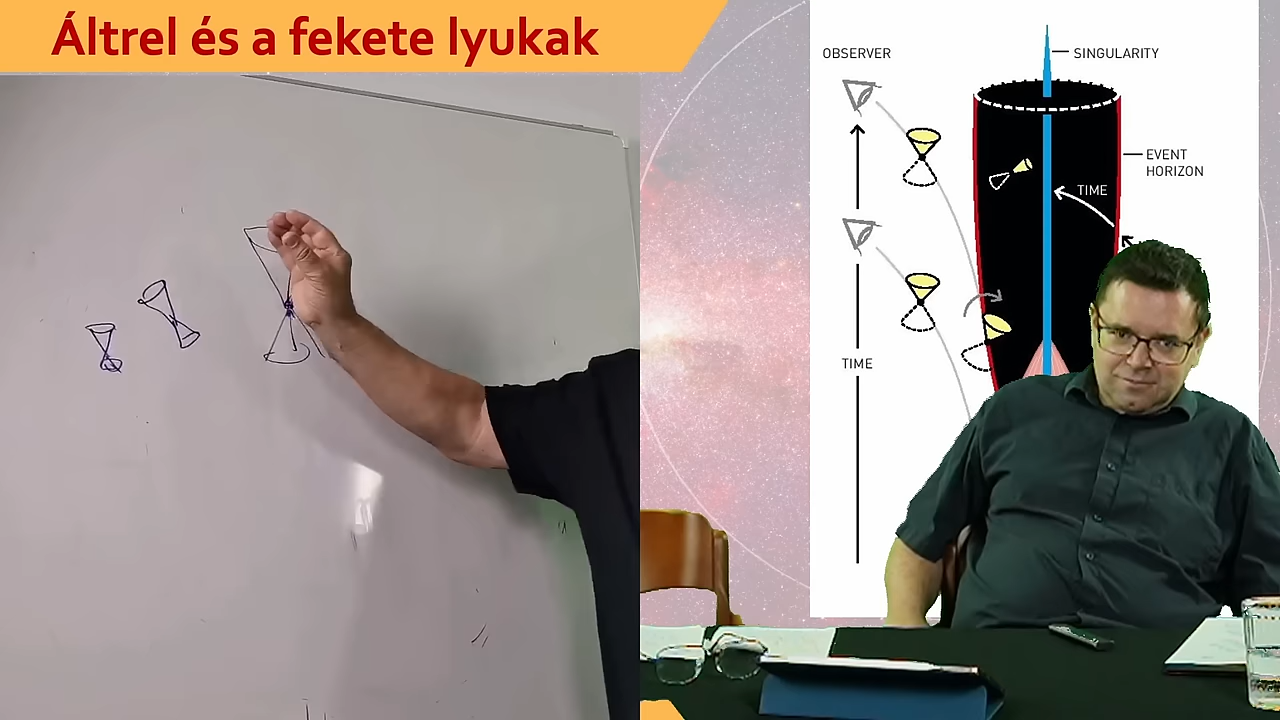 Áltrel és a fekete lyukak
OBSERVER
SINGULARITY
EVENT
HORIZON
TIME
TIME